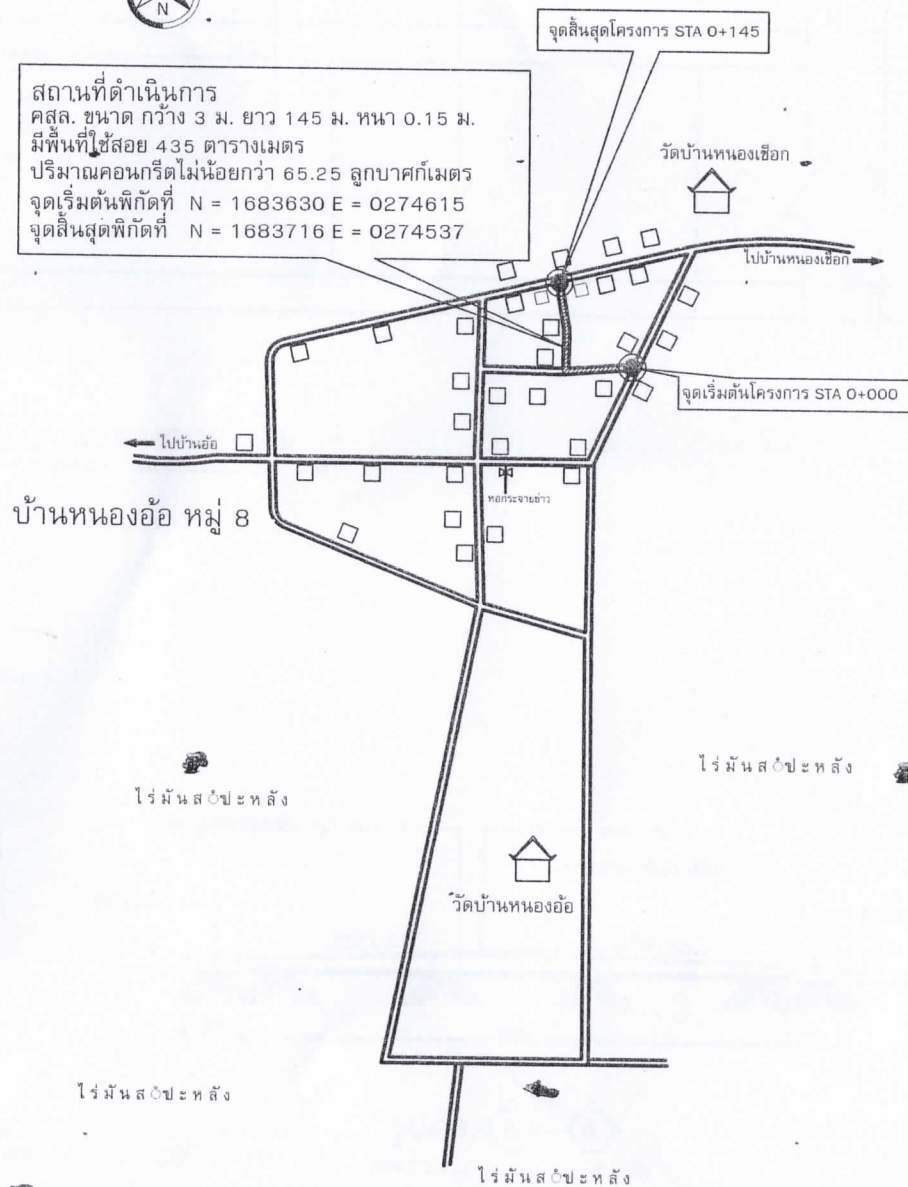 N
จุดสิ้นสุดโครงการ STA 0+145
สถานที่ดำเนินการ
คสล. ขนาด กว้าง 3 ม. ยาว 145 ม. หนา 0.15 ม.
มีพื้นที่ใช้สอย 435 ตารางเมตร
ปริมาณคอนกรีตไม่น้อยกว่า 65.25 ลูกบาศก์เมตร
จุดเริ่มต้นพิกัดที่ N = 1683630 E = 0274615
จุดสิ้นสุดพิกัดที่ N = 1683716 E = 0274537
วัดบ้านหนองเชือก
ไปบ้านหนองเชือก
จุดเริ่มต้นโครงการ STA 0+000
ไปบ้านอ้อ
หอกระจายข่าว
บ้านหนองอ้อ หมู่ 8
ไร่มันสำปะหลัง
ไร่มันสำปะหลัง
วัดบ้านหนองอ้อ
ไร่มันสำปะหลัง
ไร่มันสำปะหลัง